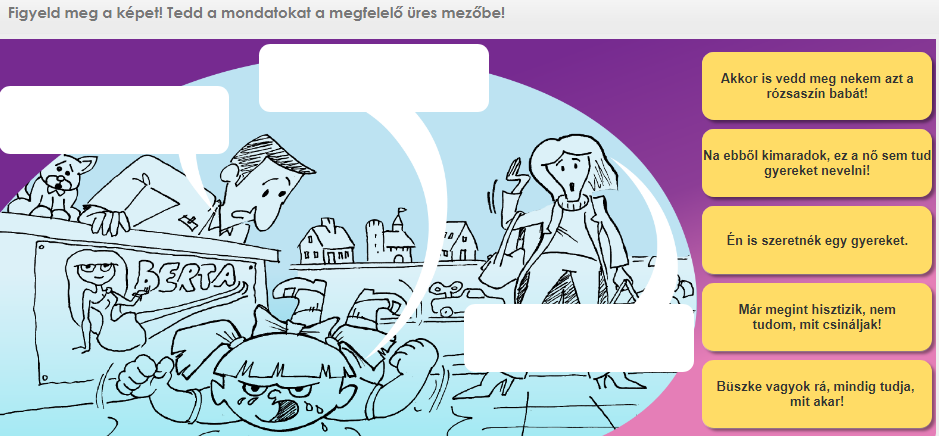 Figyeld meg a képet! Tedd a mondatokat a megfelelő üres mezőbe!
BERTA
Akkor is vedd meg nekem azt a
rózsaszín babát!
Na ebből kimaradok, ez a nő sem tud
gyereket nevelni!
Én is szeretnék egy gyereket.
Már megint hisztizik, nem
tudom, mit csináljak!
Büszke vagyok rá, mindig tudja,
mit akar!